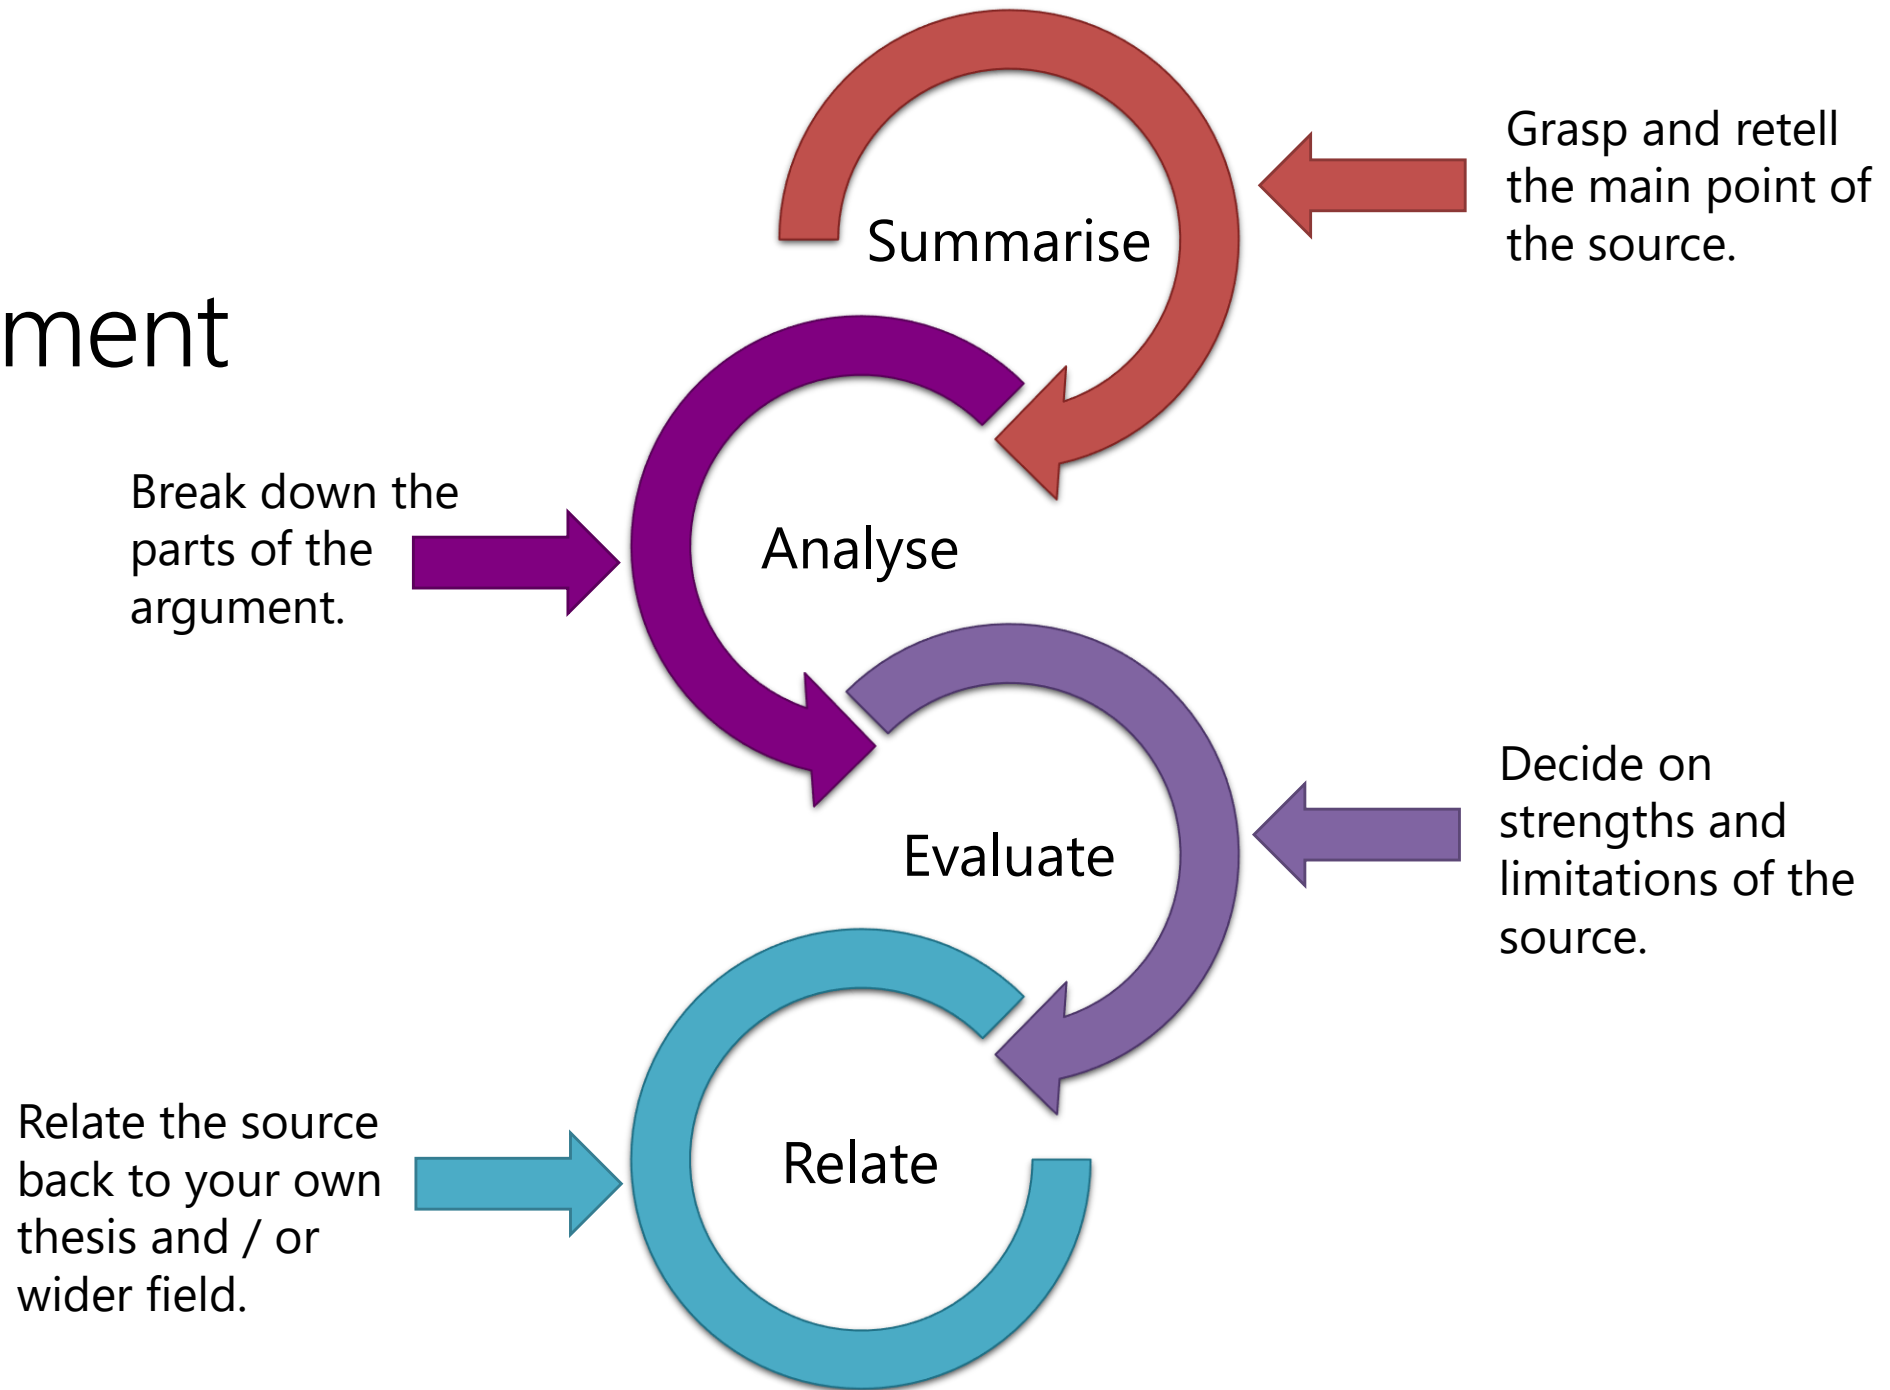 Summarise
Grasp and retell
the main point of
the source.
ment
Analyse
Break down the
parts of the
argument.
Evaluate
Decide on
strengths and
limitations of the
source.
Relate
Relate the source
back to your own
thesis and / or
wider field.